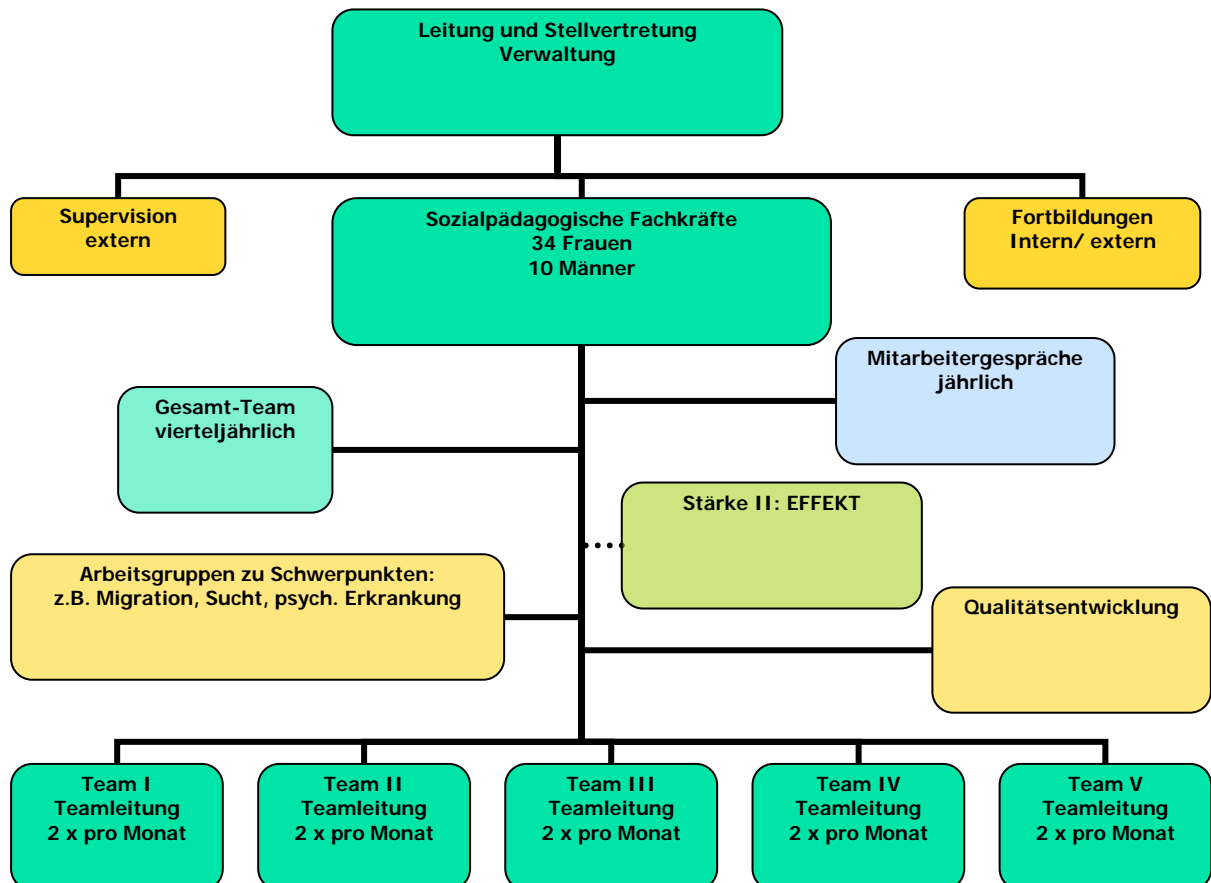 Leitung und Stellvertretung
Verwaltung
Supervision
extern
Sozialpädagogische Fachkräfte
34 Frauen
10 Männer
Fortbildungen
Intern/ extern
Mitarbeitergespräche
jährlich
Gesamt-Team
vierteljährlich
Stärke II: EFFEKT
Arbeitsgruppen zu Schwerpunkten:
z.B. Migration, Sucht, psych. Erkrankung
Qualitätsentwicklung
Team I
Teamleitung
2 x pro Monat
Team II
Teamleitung
2 x pro Monat
Team III
Teamleitung
2 x pro Monat
Team IV
Teamleitung
2 x pro Monat
Team V
Teamleitung
2 x pro Monat